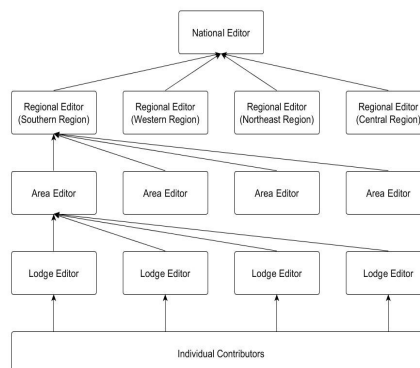 National Editor
Regional Editor
(Southern Region)
Regional Editor
(Western Region)
Regional Editor
(Northeast Region)
Regional Editor
(Central Region)
Area Editor
Area Editor
Area Editor
Area Editor
Lodge Editor
Lodge Editor
Lodge Editor
Lodge Editor
Individual Contributors